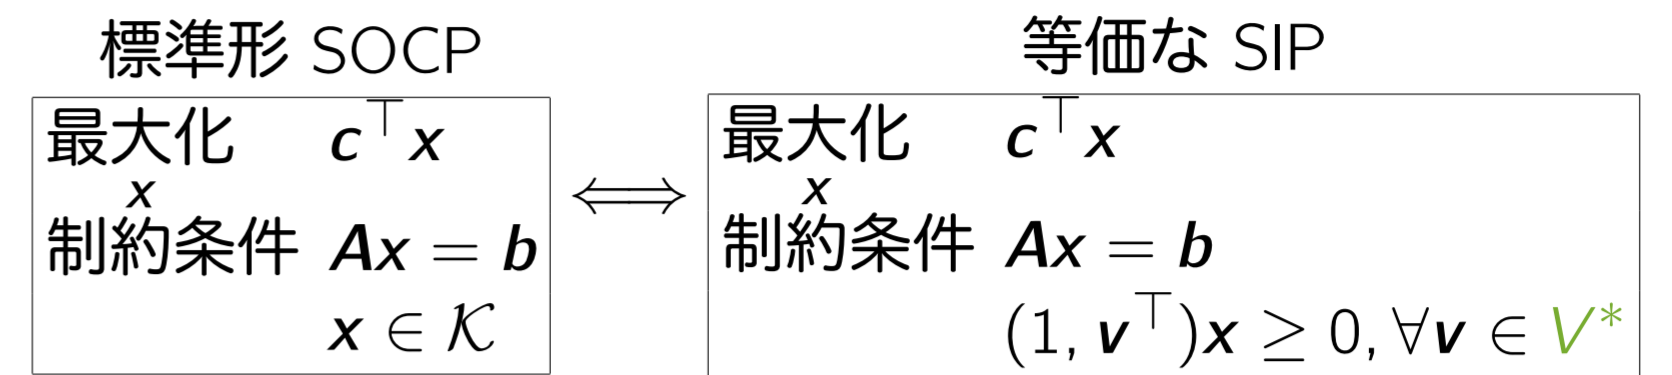 標準形 SOCP
最大化 c⊤x
x
制約条件 Ax = b
x ∈ 𝒦
⟺
等価な SIP
最大化 c⊤x
x
制約条件 Ax = b
(1, v⊤)x ≥ 0, ∀v ∈ V*